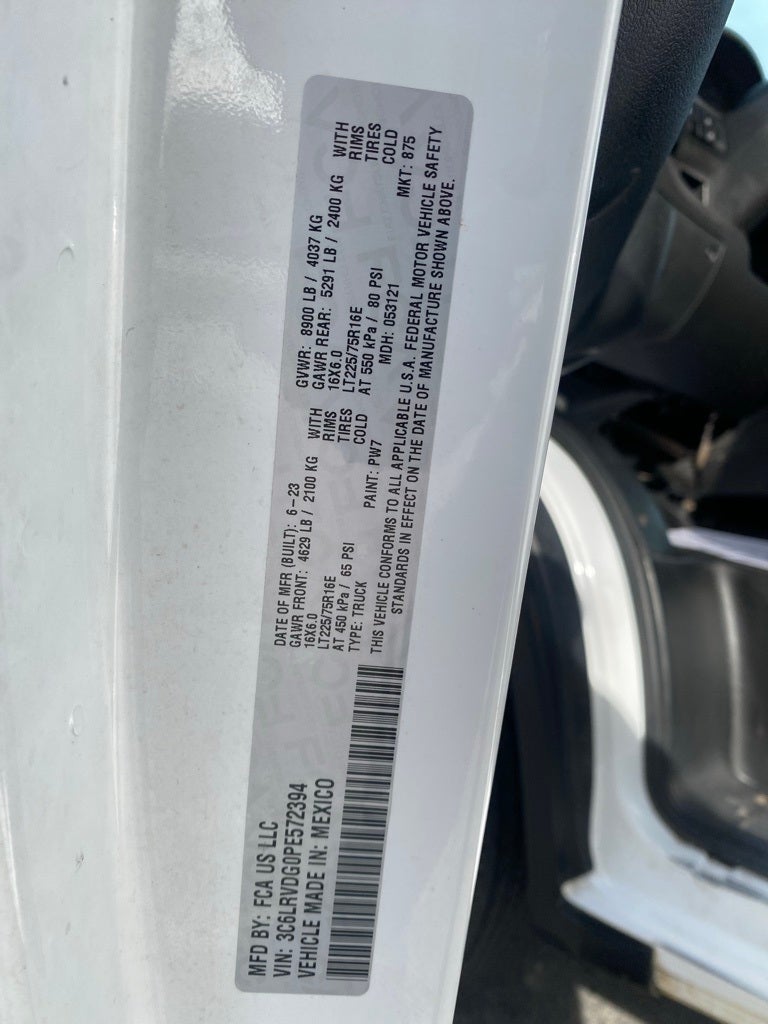 MFD BY: FCA US LLC
VIN: 3C6LRVDG0PE572394
VEHICLE MADE IN: MEXICO
DATE OF MFR (BUILT): 6-23
GVWR: 8900 LB / 4037 KG
GAWR FRONT: 4629 LB / 2100 KG WITH
16X6.0 RIMS
LT225/75R16E TIRES
AT 450 kPa / 65 PSI COLD
GAWR REAR: 5291 LB / 2400 KG WITH
16X6.0 RIMS
LT225/75R16E TIRES
AT 550 kPa / 80 PSI COLD
TYPE: TRUCK PAINT: PW7 MDH: 053121 MKT: 875
THIS VEHICLE CONFORMS TO ALL APPLICABLE U.S.A. FEDERAL MOTOR VEHICLE SAFETY
STANDARDS IN EFFECT ON THE DATE OF MANUFACTURE SHOWN ABOVE.